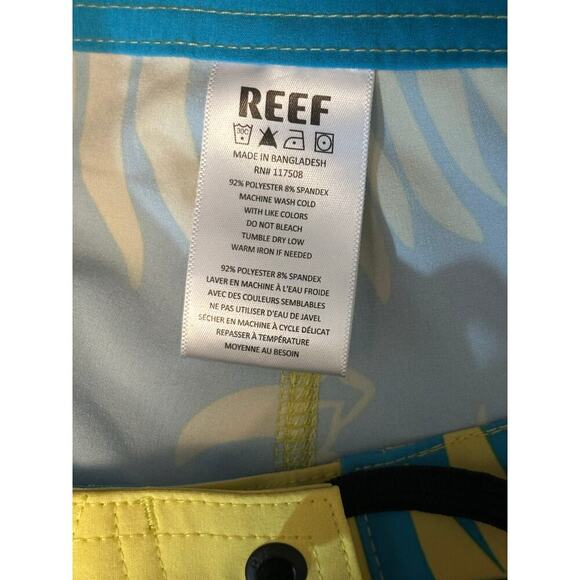 REEF
30C
MADE IN BANGLADESH
RN# 117508
92% POLYESTER 8% SPANDEX
MACHINE WASH COLD
WITH LIKE COLORS
DO NOT BLEACH
TUMBLE DRY LOW
WARM IRON IF NEEDED
92% POLYESTER 8% SPANDEX
LAVER EN MACHINE À L'EAU FROIDE
AVEC DES COULEURS SEMBLABLES
NE PAS UTILISER D'EAU DE JAVEL
SÉCHER EN MACHINE À CYCLE DÉLICAT
REPASSER À TEMPÉRATURE
MOYENNE AU BESOIN